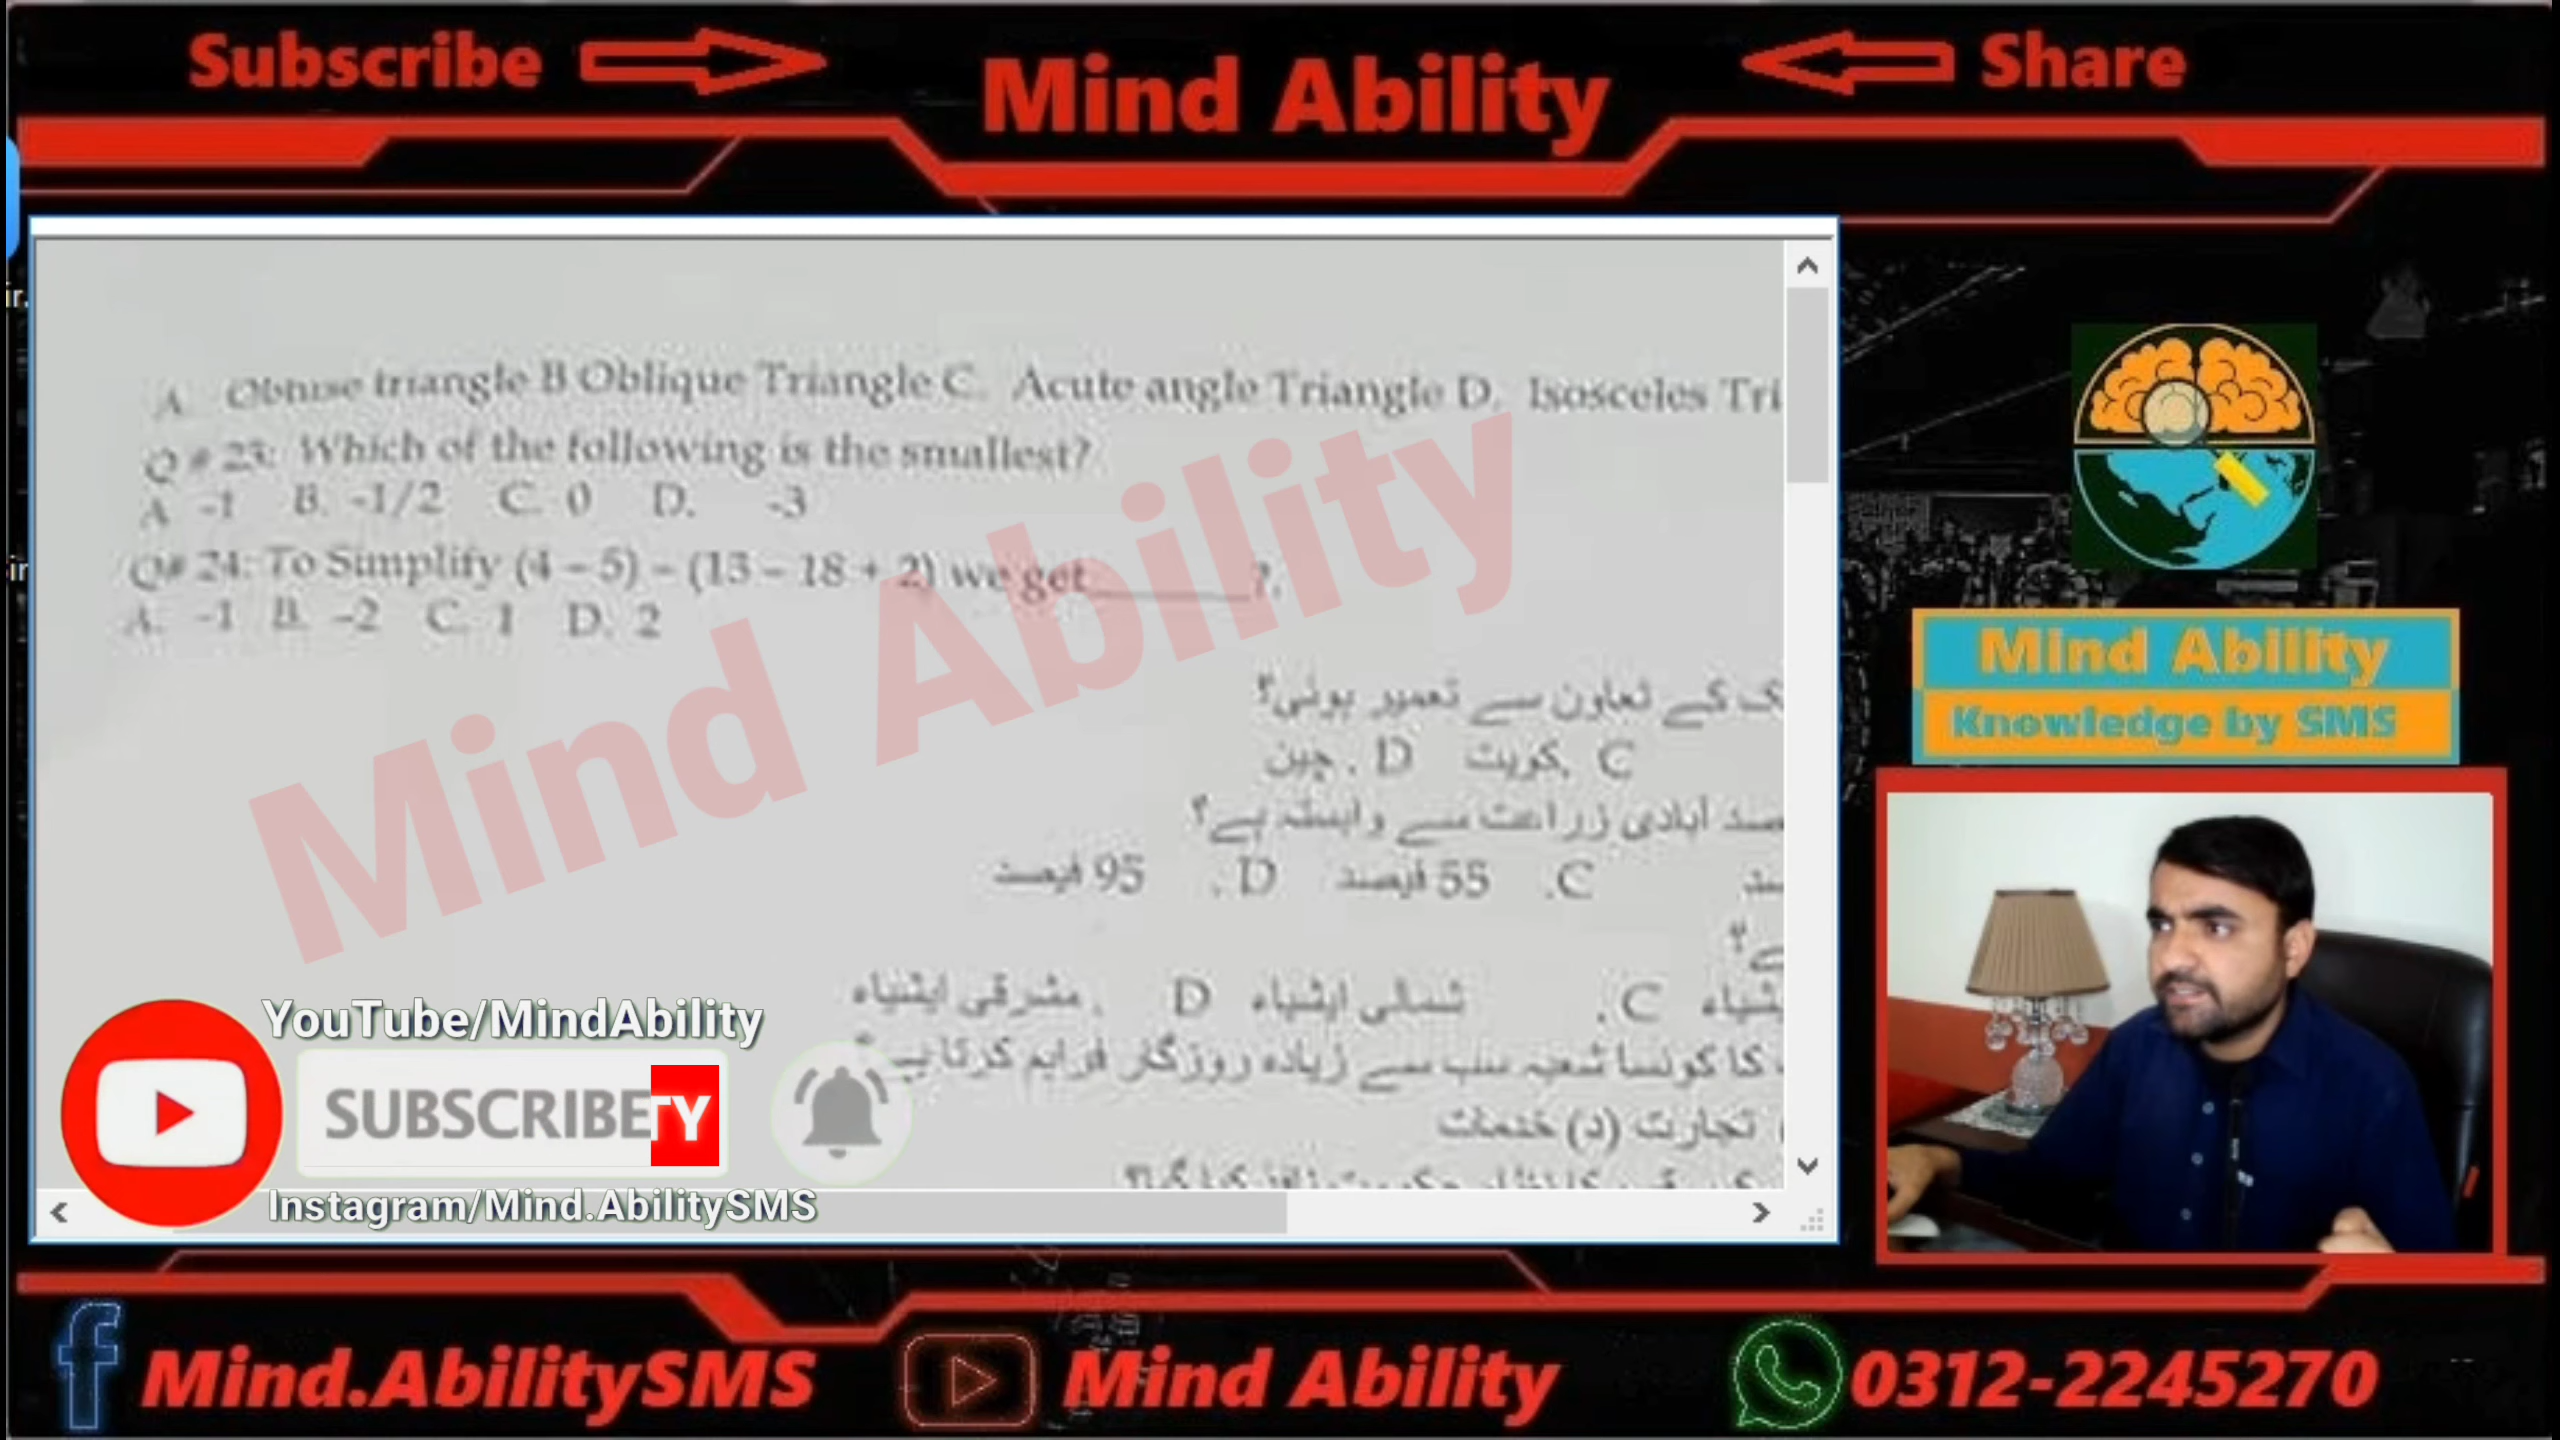 Subscribe
Mind Ability
Share
A. Obtuse triangle B Oblique Triangle C. Acute angle Triangle D. Isosceles Tri
Q # 23: Which of the following is the smallest?
A -1 B. -1/2 C. 0 D. -3
Q# 24: To Simplify (4 – 5) – (13 – 18 + 2) we get______?.
A. -1 B. -2 C. 1 D. 2
کے تعاون سے تعمیر ہوئی؟
C .کویت D . چین
آبادی زراعت سے وابستہ ہے؟
C. 55 فیصد D . 95 فیصد
ے؟
C . شمالی ایشیاء D . مشرقی ایشیاء
کا کونسا شعبہ سب سے زیادہ روزگار فراہم کرتا ہے؟
تجارت (د) خدمات
Mind Ability
YouTube/MindAbility
SUBSCRIBE TY
Instagram/Mind.AbilitySMS
Mind Ability
Knowledge by SMS
Mind.AbilitySMS
Mind Ability
0312-2245270